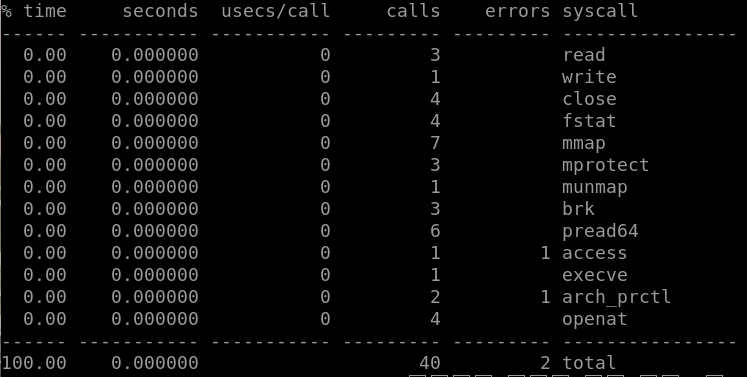 % time     seconds  usecs/call     calls    errors syscall
------ ----------- ----------- --------- --------- ----------------
  0.00    0.000000           0         3           read
  0.00    0.000000           0         1           write
  0.00    0.000000           0         4           close
  0.00    0.000000           0         4           fstat
  0.00    0.000000           0         7           mmap
  0.00    0.000000           0         3           mprotect
  0.00    0.000000           0         1           munmap
  0.00    0.000000           0         3           brk
  0.00    0.000000           0         6           pread64
  0.00    0.000000           0         1         1 access
  0.00    0.000000           0         1           execve
  0.00    0.000000           0         2         1 arch_prctl
  0.00    0.000000           0         4           openat
------ ----------- ----------- --------- --------- ----------------
100.00    0.000000                    40         2 total